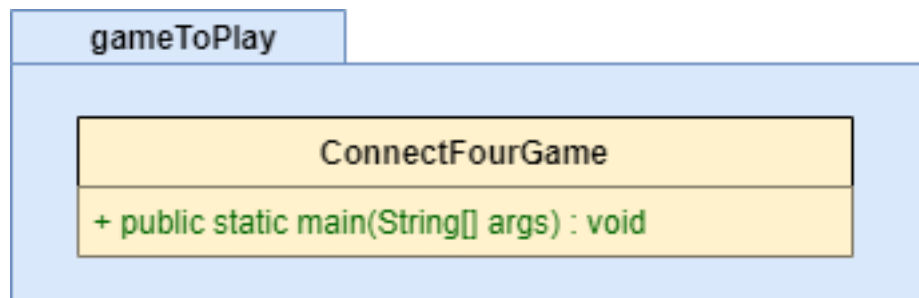 gameToPlay
ConnectFourGame
+ public static main(String[] args) : void